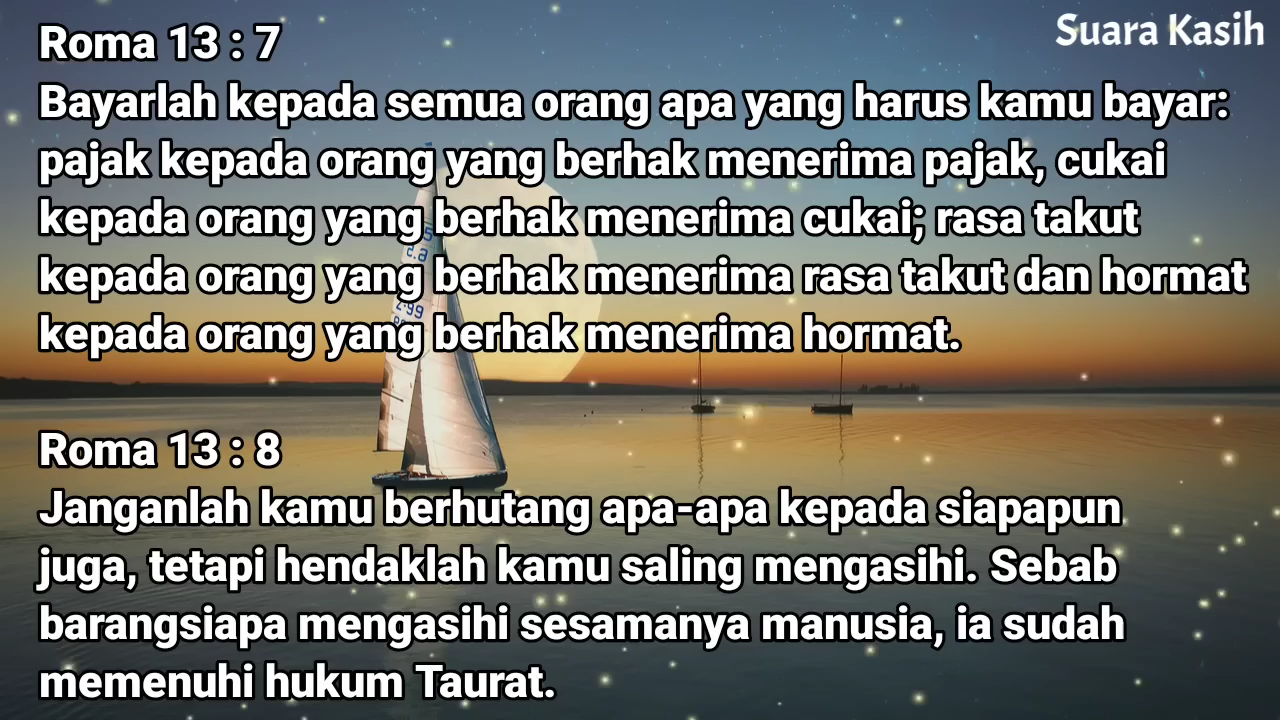 Suara Kasih
Roma 13 : 7
Bayarlah kepada semua orang apa yang harus kamu bayar:
pajak kepada orang yang berhak menerima pajak, cukai
kepada orang yang berhak menerima cukai; rasa takut
kepada orang yang berhak menerima rasa takut dan hormat
kepada orang yang berhak menerima hormat.
Roma 13 : 8
Janganlah kamu berhutang apa-apa kepada siapapun
juga, tetapi hendaklah kamu saling mengasihi. Sebab
barangsiapa mengasihi sesamanya manusia, ia sudah
memenuhi hukum Taurat.